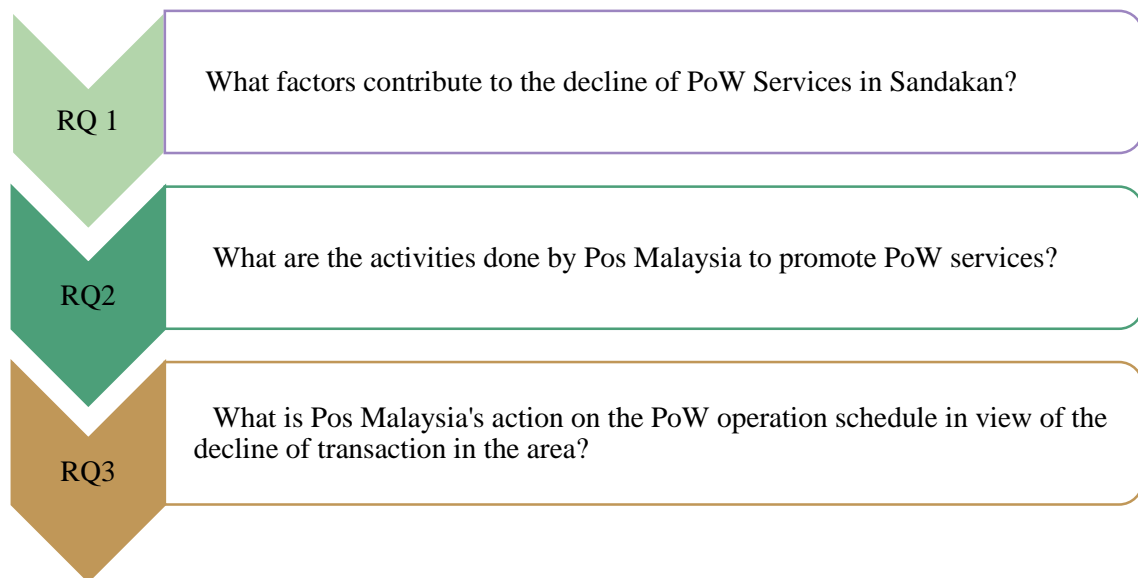 RQ 1
What factors contribute to the decline of PoW Services in Sandakan?
RQ2
What are the activities done by Pos Malaysia to promote PoW services?
RQ3
What is Pos Malaysia's action on the PoW operation schedule in view of the
decline of transaction in the area?